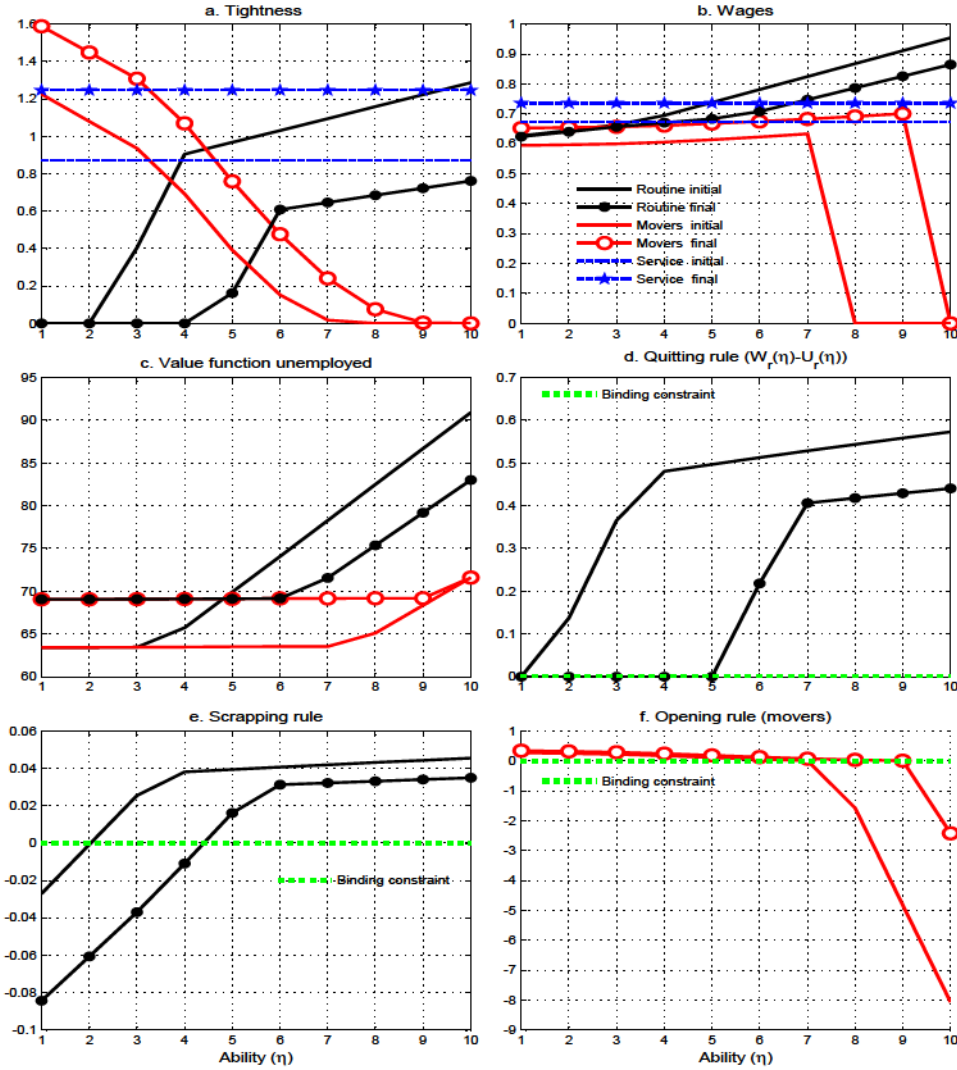 a. Tightness
1.6
1.4
1.2
1
0.8
0.6
0.4
0.2
0
1 2 3 4 5 6 7 8 9 10
b. Wages
1
0.9
0.8
0.7
0.6
0.5
0.4
0.3
0.2
0.1
0
Routine initial
Routine final
Movers initial
Movers final
Service initial
Service final
1 2 3 4 5 6 7 8 9 10
c. Value function unemployed
95
90
85
80
75
70
65
60
1 2 3 4 5 6 7 8 9 10
d. Quitting rule (W_r(η)-U_r(η))
0.7
0.6
0.5
0.4
0.3
0.2
0.1
0
Binding constraint
1 2 3 4 5 6 7 8 9 10
e. Scrapping rule
0.06
0.04
0.02
0
-0.02
-0.04
-0.06
-0.08
-0.1
Binding constraint
1 2 3 4 5 6 7 8 9 10
Ability (η)
f. Opening rule (movers)
1
0
-1
-2
-3
-4
-5
-6
-7
-8
-9
Binding constraint
1 2 3 4 5 6 7 8 9 10
Ability (η)